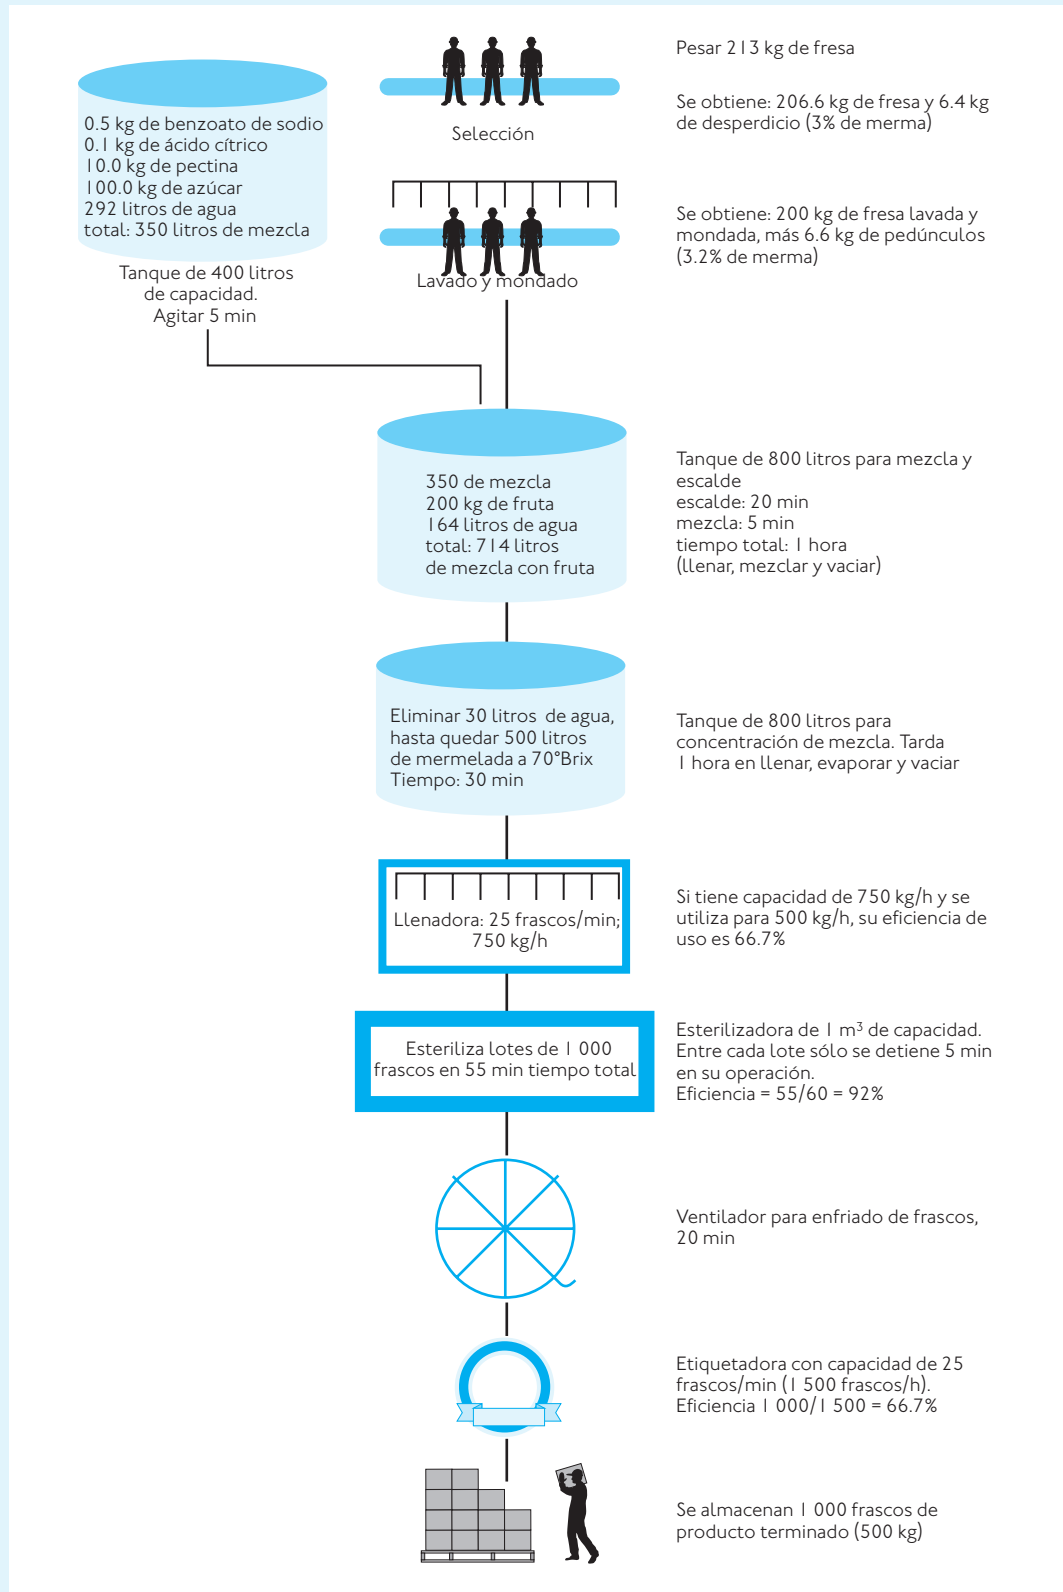 Pesar 213 kg de fresa
Se obtiene: 206.6 kg de fresa y 6.4 kg
de desperdicio (3% de merma)
Selección
0.5 kg de benzoato de sodio
0.1 kg de ácido cítrico
10.0 kg de pectina
100.0 kg de azúcar
292 litros de agua
total: 350 litros de mezcla
Tanque de 400 litros
de capacidad.
Agitar 5 min
Se obtiene: 200 kg de fresa lavada y
mondada, más 6.6 kg de pedúnculos
(3.2% de merma)
Lavado y mondado
350 de mezcla
200 kg de fruta
164 litros de agua
total: 714 litros
de mezcla con fruta
Tanque de 800 litros para mezcla y
escalde
escalde: 20 min
mezcla: 5 min
tiempo total: 1 hora
(llenar, mezclar y vaciar)
Eliminar 30 litros de agua,
hasta quedar 500 litros
de mermelada a 70°Brix
Tiempo: 30 min
Tanque de 800 litros para
concentración de mezcla. Tarda
1 hora en llenar, evaporar y vaciar
Llenadora: 25 frascos/min;
750 kg/h
Si tiene capacidad de 750 kg/h y se
utiliza para 500 kg/h, su eficiencia de
uso es 66.7%
Esteriliza lotes de 1 000
frascos en 55 min tiempo total
Esterilizadora de 1 m³ de capacidad.
Entre cada lote sólo se detiene 5 min
en su operación.
Eficiencia = 55/60 = 92%
Ventilador para enfriado de frascos,
20 min
Etiquetadora con capacidad de 25
frascos/min (1 500 frascos/h).
Eficiencia 1 000/1 500 = 66.7%
Se almacenan 1 000 frascos de
producto terminado (500 kg)